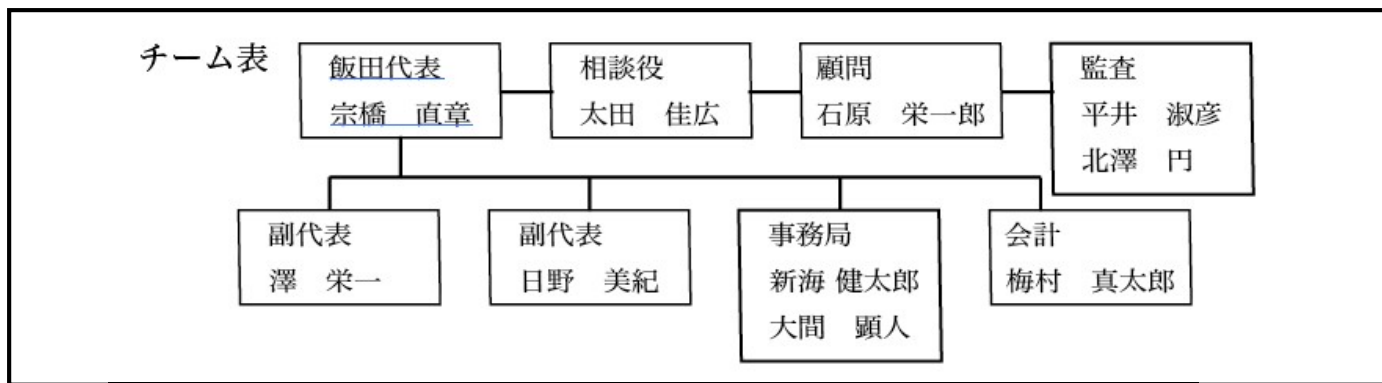 チーム表
飯田代表
宗橋　直章
相談役
太田　佳広
顧問
石原　栄一郎
監査
平井　淑彦
北澤　円
副代表
澤　栄一
副代表
日野　美紀
事務局
新海 健太郎
大間　顕人
会計
梅村　真太郎